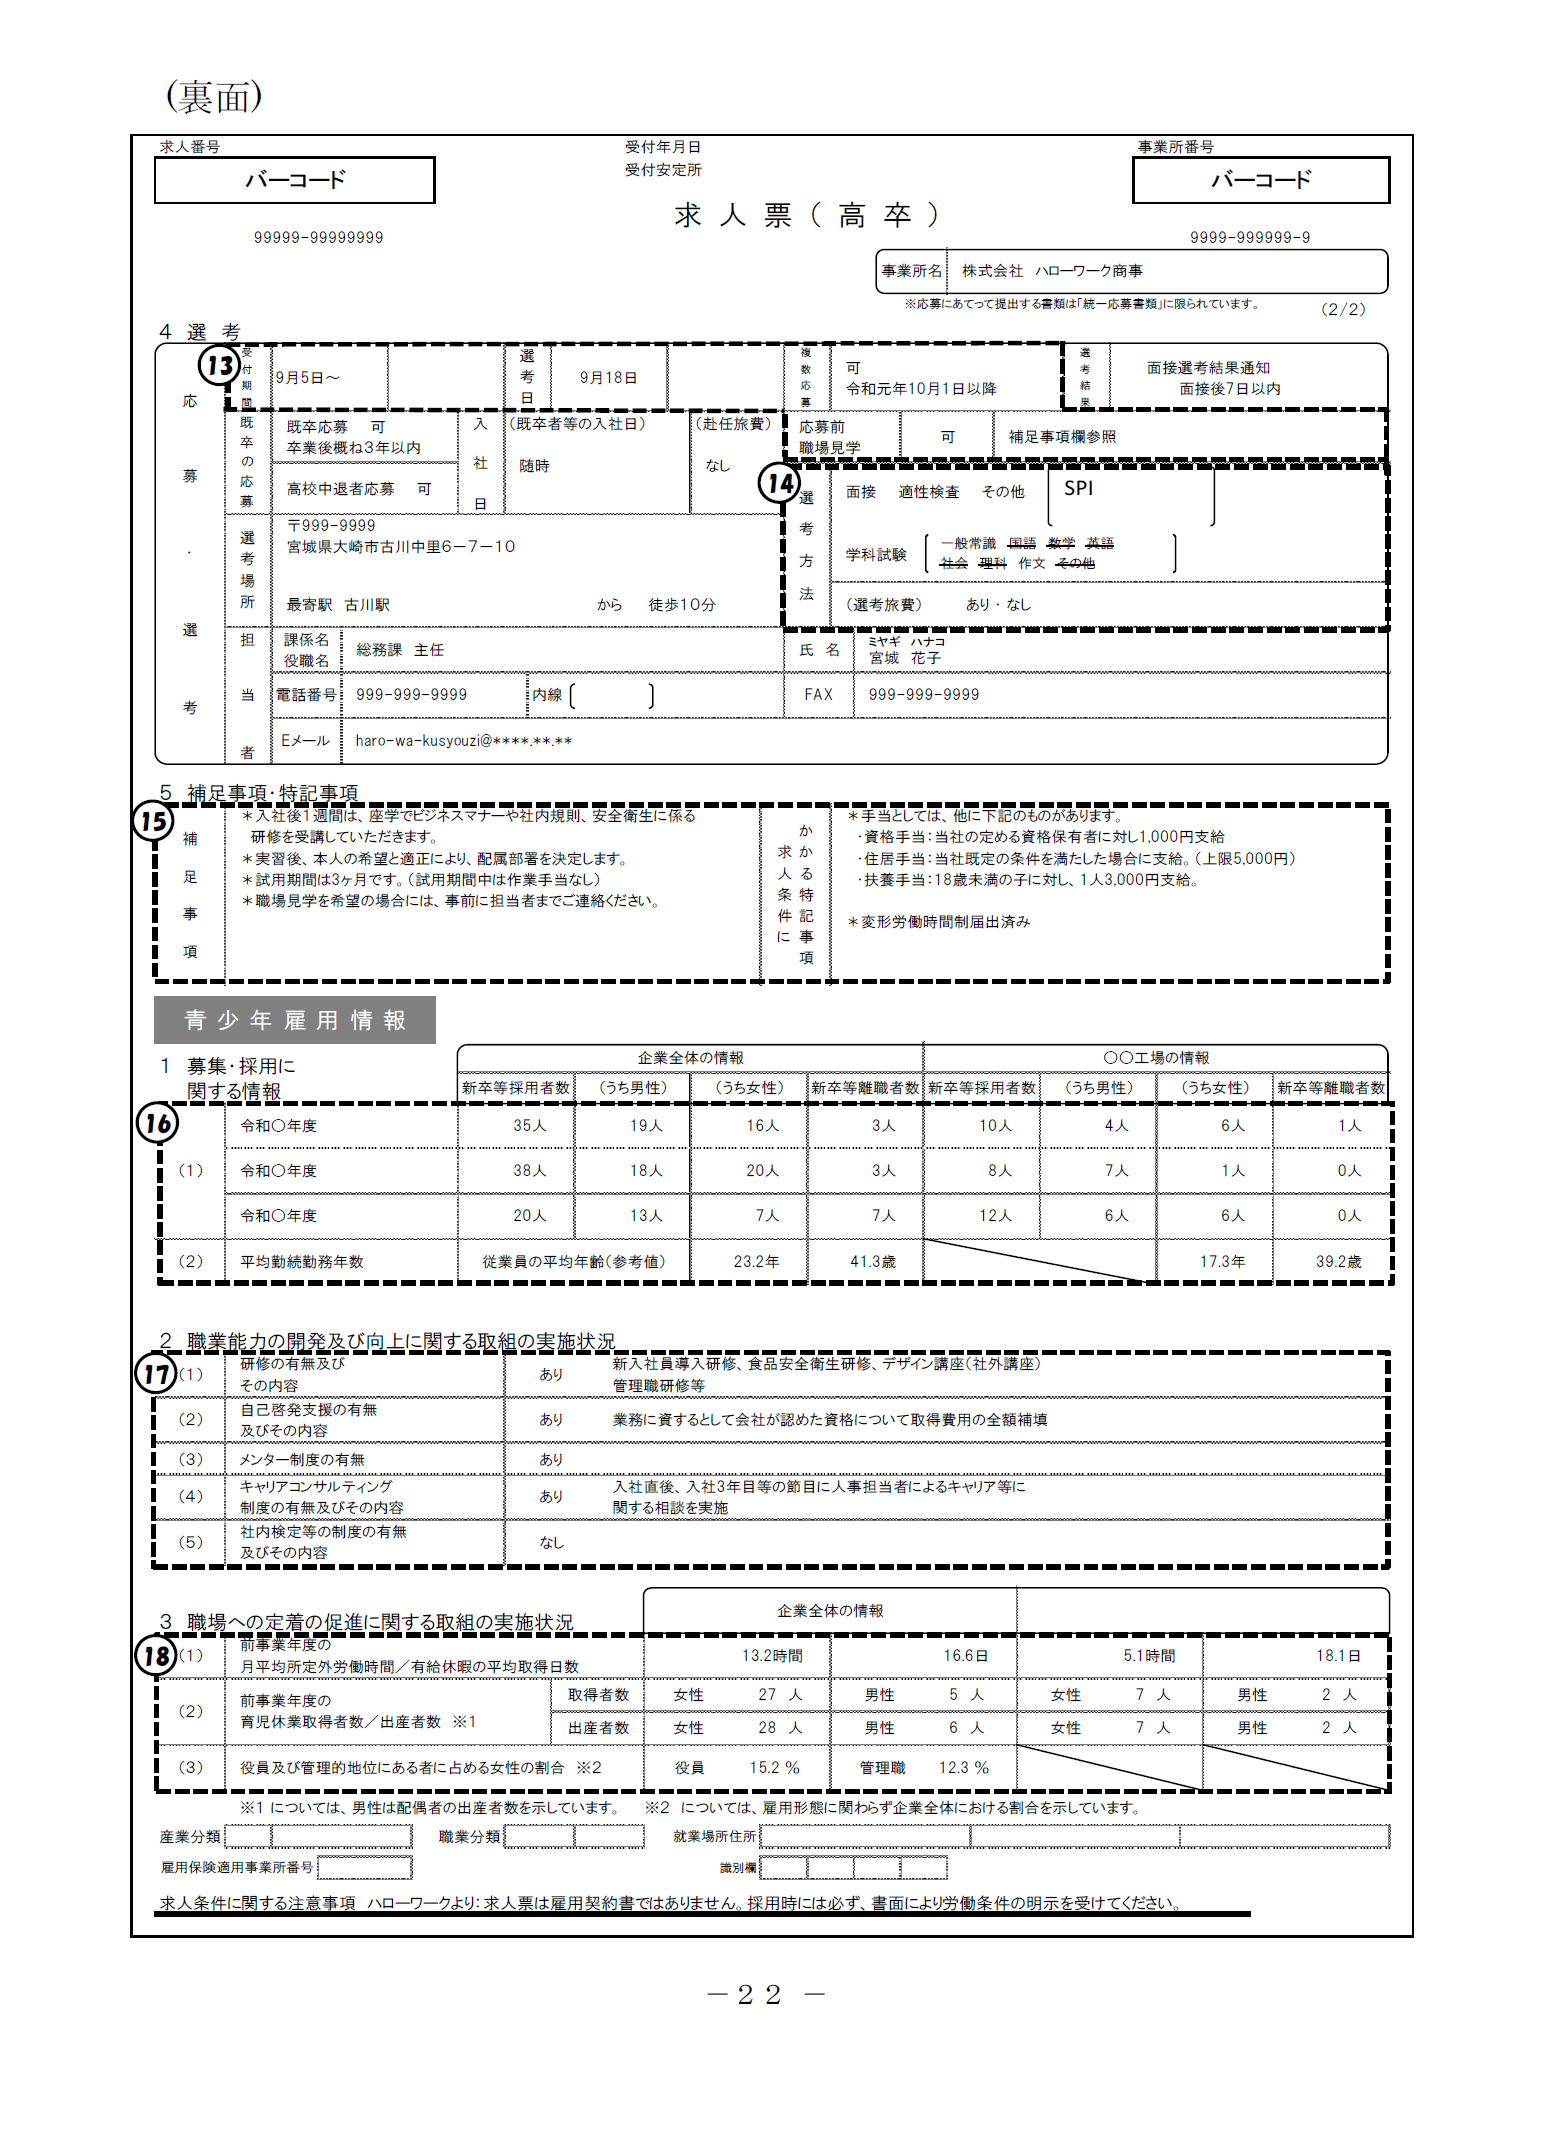 (裏面)
求人番号 受付年月日 事業所番号
バーコード 受付安定所 バーコード
求人票(高卒)
99999-99999999 9999-999999-9
事業所名 株式会社 ハローワーク商事
※応募にあてって提出する書類は「統一応募書類」に限られています。
(2/2)
4 選 考
⑬
応募・選考
受付期間 9月5日～ 選考日 9月18日 複数応募 可
令和元年10月1日以降
選考結果 面接選考結果通知
面接後7日以内
既卒の応募 既卒応募 可
卒業後概ね3年以内
高校中退者応募 可
入社日 (既卒者等の入社日) (赴任旅費)
随時 なし
応募前
職場見学 可 補足事項欄参照
⑭
選考方法 面接 適性検査 その他 SPI
学科試験 一般常識 国語 数学 英語
社会 理科 作文 その他
(選考旅費) あり・なし
選考場所 〒999-9999
宮城県大崎市古川中里6－7－10
最寄駅 古川駅 から 徒歩10分
担当者 課係名
役職名 総務課 主任
氏名 ミヤギ ハナコ
宮城 花子
電話番号 999-999-9999 内線 FAX 999-999-9999
Eメール haro-wa-kusyouzi@****.**.**
5 補足事項・特記事項
⑮
補足事項
＊入社後1週間は、座学でビジネスマナーや社内規則、安全衛生に係る
研修を受講していただきます。
＊実習後、本人の希望と適正により、配属部署を決定します。
＊試用期間は3ヶ月です。(試用期間中は作業手当なし)
＊職場見学を希望の場合には、事前に担当者までご連絡ください。
求人条件にかかる特記事項
＊手当としては、他に下記のものがあります。
・資格手当：当社の定める資格保有者に対し1,000円支給
・住居手当：当社既定の条件を満たした場合に支給。(上限5,000円)
・扶養手当：18歳未満の子に対し、1人3,000円支給。
＊変形労働時間制届出済み
青少年雇用情報
1 募集・採用に
関する情報
企業全体の情報 〇〇工場の情報
新卒等採用者数 (うち男性) (うち女性) 新卒等離職者数 新卒等採用者数 (うち男性) (うち女性) 新卒等離職者数
⑯
令和〇年度 35人 19人 16人 3人 10人 4人 6人 1人
(1) 令和〇年度 38人 18人 20人 3人 8人 7人 1人 0人
令和〇年度 20人 13人 7人 7人 12人 6人 6人 0人
(2) 平均勤続勤務年数 従業員の平均年齢(参考値) 23.2年 41.3歳 17.3年 39.2歳
2 職業能力の開発及び向上に関する取組の実施状況
⑰
(1) 研修の有無及び
その内容 あり 新入社員導入研修、食品安全衛生研修、デザイン講座(社外講座)
管理職研修等
(2) 自己啓発支援の有無
及びその内容 あり 業務に資するとして会社が認めた資格について取得費用の全額補填
(3) メンター制度の有無 あり
(4) キャリアコンサルティング
制度の有無及びその内容 あり 入社直後、入社3年目等の節目に人事担当者によるキャリア等に
関する相談を実施
(5) 社内検定等の制度の有無
及びその内容 なし
3 職場への定着の促進に関する取組の実施状況
企業全体の情報
⑱
(1) 前事業年度の
月平均所定外労働時間／有給休暇の平均取得日数 13.2時間 16.6日 5.1時間 18.1日
(2) 前事業年度の
育児休業取得者数／出産者数 ※1
取得者数 女性 27 人 男性 5 人 女性 7 人 男性 2 人
出産者数 女性 28 人 男性 6 人 女性 7 人 男性 2 人
(3) 役員及び管理的地位にある者に占める女性の割合 ※2 役員 15.2 ％ 管理職 12.3 ％
※1 については、男性は配偶者の出産者数を示しています。 ※2 については、雇用形態に関わらず企業全体における割合を示しています。
産業分類 職業分類 就業場所住所
雇用保険適用事業所番号 識別欄
求人条件に関する注意事項 ハローワークより：求人票は雇用契約書ではありません。採用時には必ず、書面により労働条件の明示を受けてください。
－22－